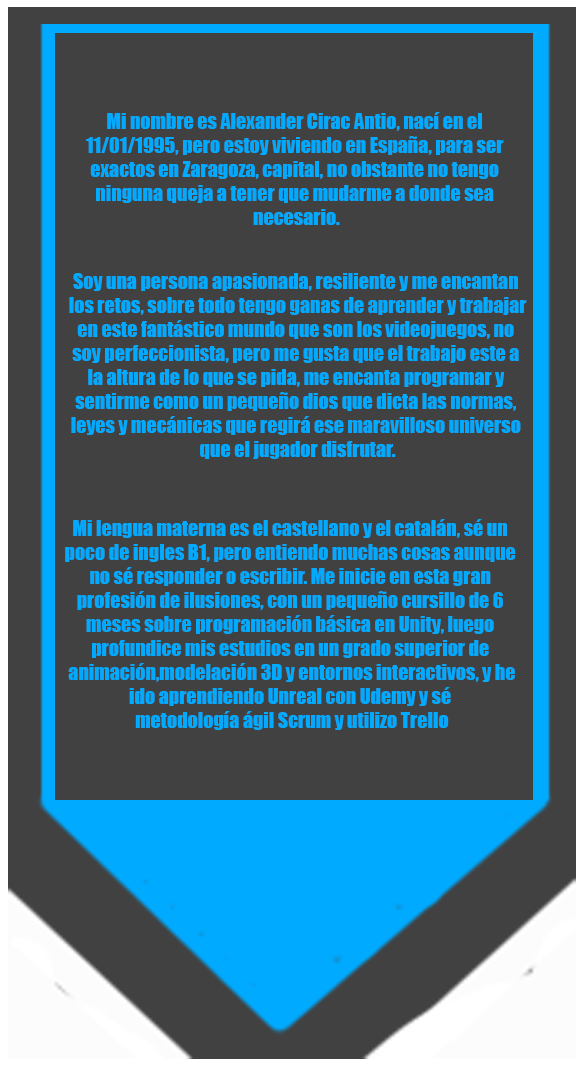 Mi nombre es Alexander Cirac Antio, nací en el
11/01/1995, pero estoy viviendo en España, para ser
exactos en Zaragoza, capital, no obstante no tengo
ninguna queja a tener que mudarme a donde sea
necesario.
Soy una persona apasionada, resiliente y me encantan
los retos, sobre todo tengo ganas de aprender y trabajar
en este fantástico mundo que son los videojuegos, no
soy perfeccionista, pero me gusta que el trabajo este a
la altura de lo que se pida, me encanta programar y
sentirme como un pequeño dios que dicta las normas,
leyes y mecánicas que regirá ese maravilloso universo
que el jugador disfrutar.
Mi lengua materna es el castellano y el catalán, sé un
poco de ingles B1, pero entiendo muchas cosas aunque
no sé responder o escribir. Me inicie en esta gran
profesión de ilusiones, con un pequeño cursillo de 6
meses sobre programación básica en Unity, luego
profundice mis estudios en un grado superior de
animación,modelación 3D y entornos interactivos, y he
ido aprendiendo Unreal con Udemy y sé
metodología ágil Scrum y utilizo Trello